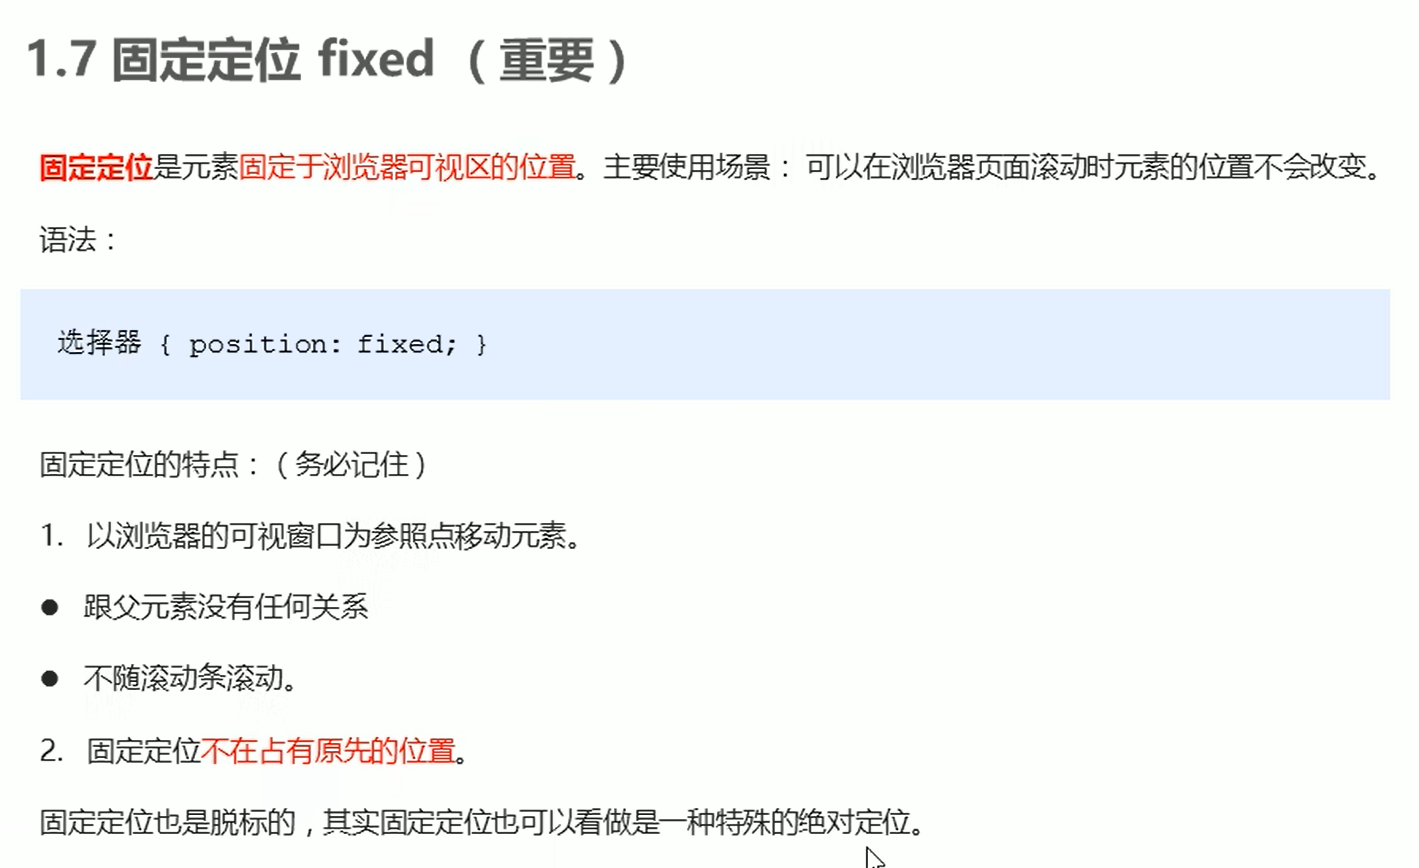 1.7 固定定位 fixed （重要）
固定定位是元素固定于浏览器可视区的位置。主要使用场景： 可以在浏览器页面滚动时元素的位置不会改变。
语法：
选择器 { position: fixed; }
固定定位的特点：（务必记住）
1. 以浏览器的可视窗口为参照点移动元素。
● 跟父元素没有任何关系
● 不随滚动条滚动。
2. 固定定位不在占有原先的位置。
固定定位也是脱标的，其实固定定位也可以看做是一种特殊的绝对定位。